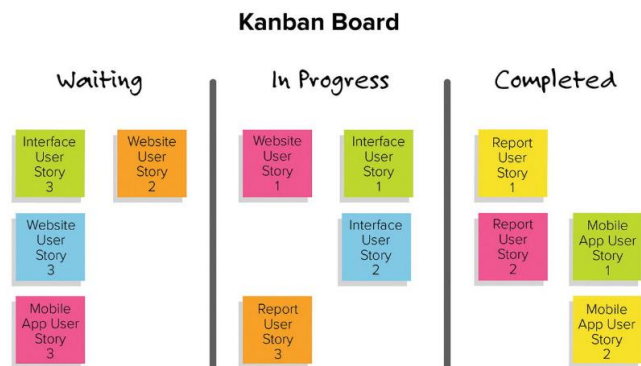 Kanban Board
Waiting
In Progress
Completed
Interface
User
Story
3
Website
User
Story
2
Website
User
Story
3
Mobile
App User
Story
3
Website
User
Story
1
Interface
User
Story
1
Interface
User
Story
2
Report
User
Story
3
Report
User
Story
1
Report
User
Story
2
Mobile
App User
Story
1
Mobile
App User
Story
2